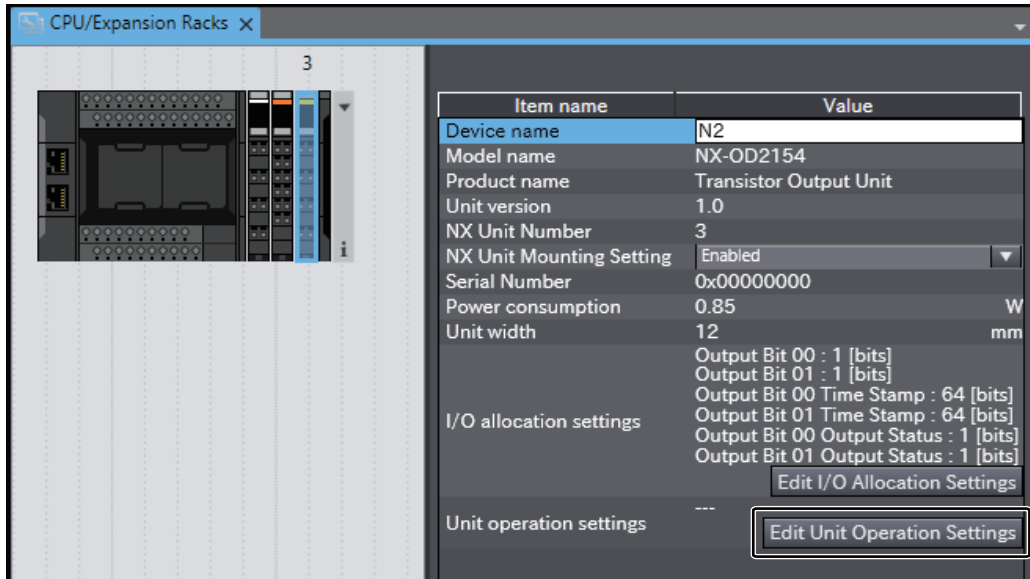 CPU/Expansion Racks
3
Item name Value
Device name N2
Model name NX-OD2154
Product name Transistor Output Unit
Unit version 1.0
NX Unit Number 3
NX Unit Mounting Setting Enabled
Serial Number 0x00000000
Power consumption 0.85 W
Unit width 12 mm
I/O allocation settings
Output Bit 00 : 1 [bits]
Output Bit 01 : 1 [bits]
Output Bit 00 Time Stamp : 64 [bits]
Output Bit 01 Time Stamp : 64 [bits]
Output Bit 00 Output Status : 1 [bits]
Output Bit 01 Output Status : 1 [bits]
Edit I/O Allocation Settings
Unit operation settings ---
Edit Unit Operation Settings
i